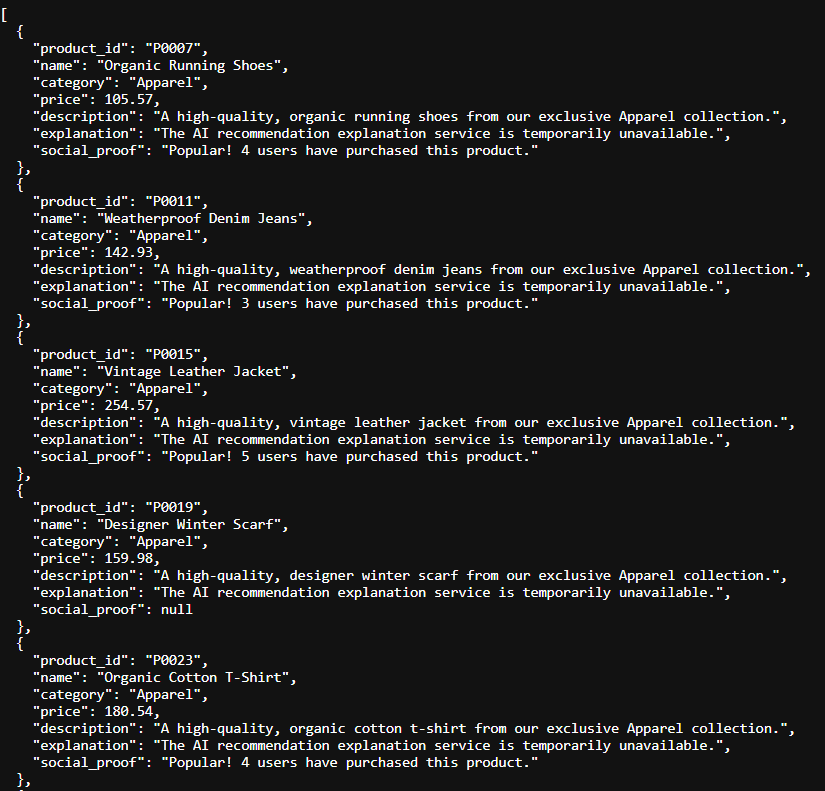 [
  {
    "product_id": "P0007",
    "name": "Organic Running Shoes",
    "category": "Apparel",
    "price": 105.57,
    "description": "A high-quality, organic running shoes from our exclusive Apparel collection.",
    "explanation": "The AI recommendation explanation service is temporarily unavailable.",
    "social_proof": "Popular! 4 users have purchased this product."
  },
  {
    "product_id": "P0011",
    "name": "Weatherproof Denim Jeans",
    "category": "Apparel",
    "price": 142.93,
    "description": "A high-quality, weatherproof denim jeans from our exclusive Apparel collection.",
    "explanation": "The AI recommendation explanation service is temporarily unavailable.",
    "social_proof": "Popular! 3 users have purchased this product."
  },
  {
    "product_id": "P0015",
    "name": "Vintage Leather Jacket",
    "category": "Apparel",
    "price": 254.57,
    "description": "A high-quality, vintage leather jacket from our exclusive Apparel collection.",
    "explanation": "The AI recommendation explanation service is temporarily unavailable.",
    "social_proof": "Popular! 5 users have purchased this product."
  },
  {
    "product_id": "P0019",
    "name": "Designer Winter Scarf",
    "category": "Apparel",
    "price": 159.98,
    "description": "A high-quality, designer winter scarf from our exclusive Apparel collection.",
    "explanation": "The AI recommendation explanation service is temporarily unavailable.",
    "social_proof": null
  },
  {
    "product_id": "P0023",
    "name": "Organic Cotton T-Shirt",
    "category": "Apparel",
    "price": 180.54,
    "description": "A high-quality, organic cotton t-shirt from our exclusive Apparel collection.",
    "explanation": "The AI recommendation explanation service is temporarily unavailable.",
    "social_proof": "Popular! 4 users have purchased this product."
  },